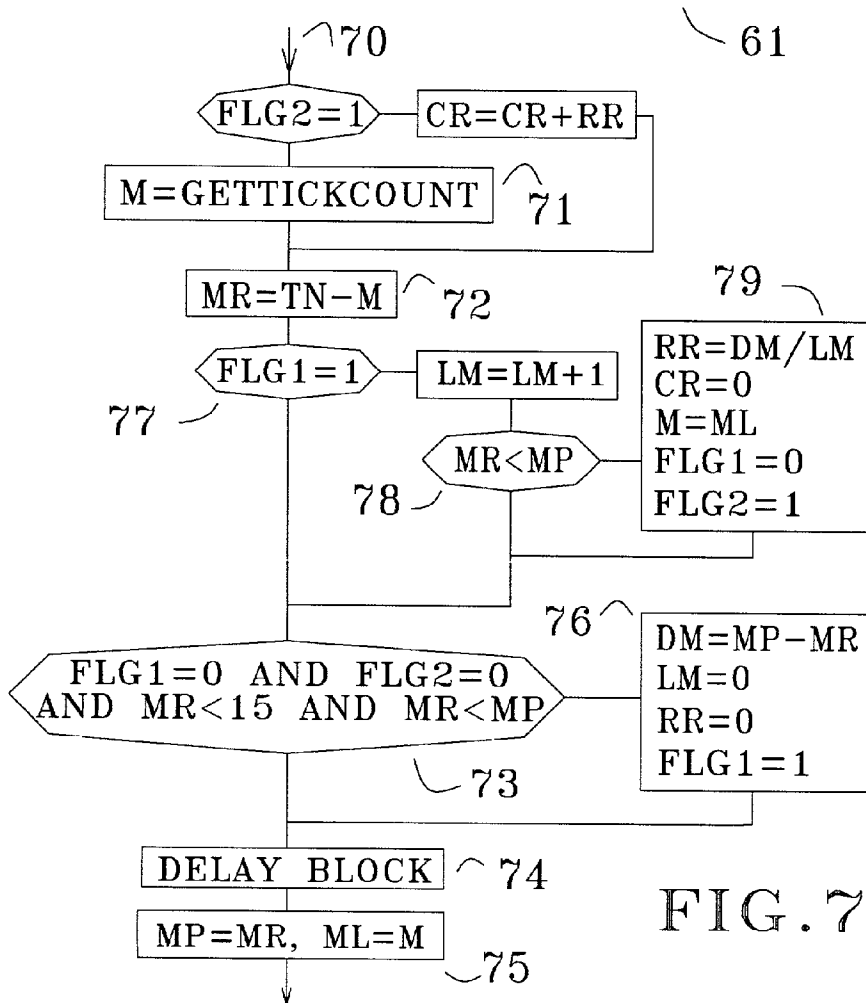 70
61
FLG2=1
CR=CR+RR
M=GETTICKCOUNT
71
MR=TN-M
72
79
FLG1=1
LM=LM+1
77
MR<MP
78
RR=DM/LM
CR=0
M=ML
FLG1=0
FLG2=1
FLG1=0 AND FLG2=0
AND MR<15 AND MR<MP
73
76
DM=MP-MR
LM=0
RR=0
FLG1=1
DELAY BLOCK
74
MP=MR, ML=M
75
FIG.7